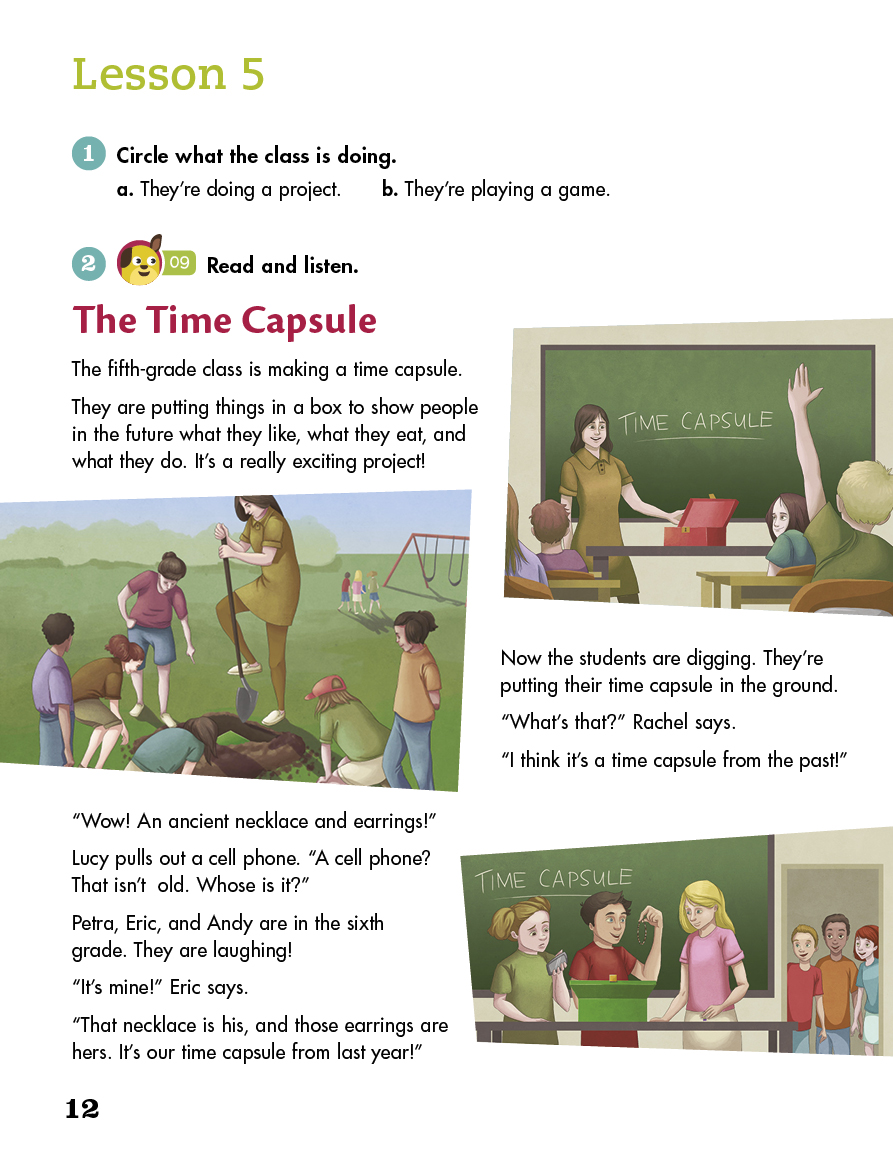 Lesson 5
1 Circle what the class is doing.
a. They're doing a project. b. They're playing a game.
2 09 Read and listen.
The Time Capsule
The fifth-grade class is making a time capsule.
They are putting things in a box to show people
in the future what they like, what they eat, and
what they do. It's a really exciting project!
TIME CAPSULE
Now the students are digging. They're
putting their time capsule in the ground.
“What's that?” Rachel says.
“I think it's a time capsule from the past!”
“Wow! An ancient necklace and earrings!”
Lucy pulls out a cell phone. “A cell phone?
That isn't old. Whose is it?”
Petra, Eric, and Andy are in the sixth
grade. They are laughing!
“It's mine!” Eric says.
“That necklace is his, and those earrings are
hers. It's our time capsule from last year!”
TIME CAPSULE
12